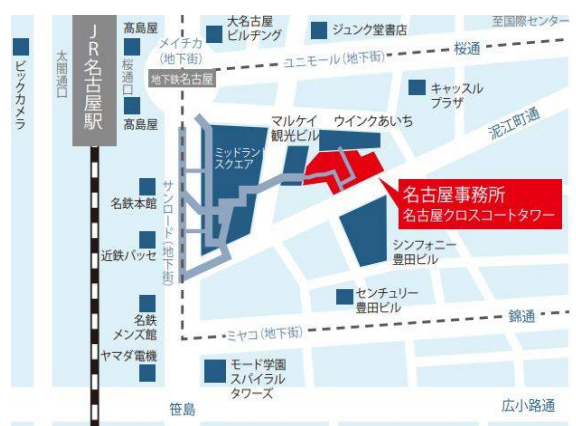 ビックカメラ
太閤通口
JR名古屋駅
髙島屋
桜通口
髙島屋
メイチカ
(地下街)
地下鉄名古屋
大名古屋
ビルヂング
ジュンク堂書店
至国際センター
桜通
ユニモール(地下街)
キャッスル
プラザ
泥江町通
マルケイ
観光ビル
ウインクあいち
ミッドランド
スクエア
サンロード(地下街)
名古屋事務所
名古屋クロスコートタワー
名鉄本館
近鉄パッセ
名鉄
メンズ館
ヤマダ電機
シンフォニー
豊田ビル
センチュリー
豊田ビル
錦通
ミヤコ(地下街)
モード学園
スパイラル
タワーズ
笹島
広小路通